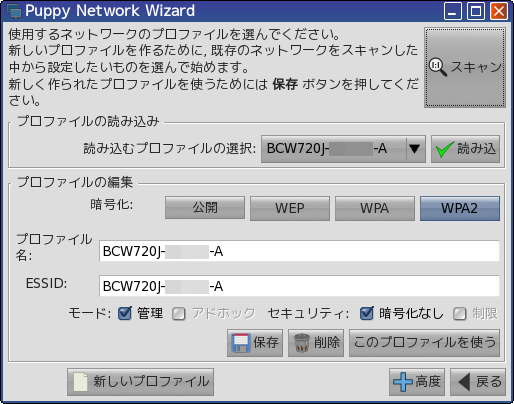 Puppy Network Wizard
使用するネットワークのプロファイルを選んでください。
新しいプロファイルを作るために, 既存のネットワークをスキャンした
中から設定したいものを選んで始めます。
新しく作られたプロファイルを使うためには 保存 ボタンを押してくだ
さい。
スキャン
プロファイルの読み込み
読み込むプロファイルの選択: BCW720J- -A 読み込
プロファイルの編集
暗号化: 公開 WEP WPA WPA2
プロファイル
名: BCW720J- -A
ESSID: BCW720J- -A
モード: 管理 アドホック セキュリティ: 暗号化なし 制限
保存 削除 このプロファイルを使う
新しいプロファイル 高度 戻る